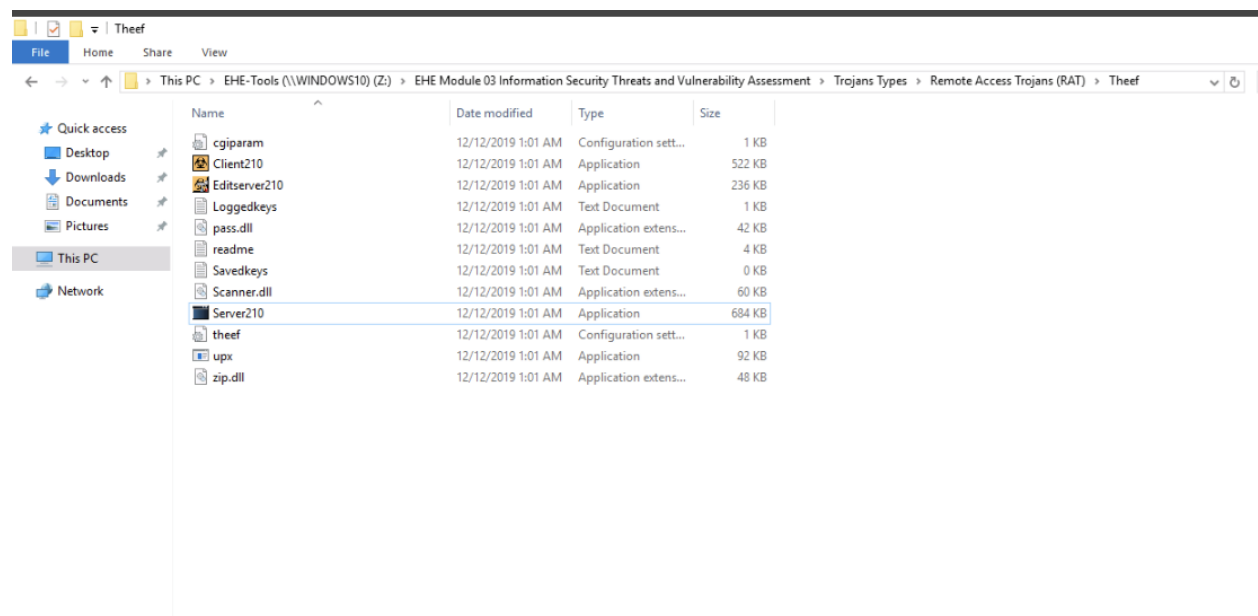 Theef
File Home Share View
This PC > EHE-Tools (\\WINDOWS10) (Z:) > EHE Module 03 Information Security Threats and Vulnerability Assessment > Trojans Types > Remote Access Trojans (RAT) > Theef
Quick access
Desktop
Downloads
Documents
Pictures
This PC
Network
Name Date modified Type Size
cgiparam 12/12/2019 1:01 AM Configuration sett... 1 KB
Client210 12/12/2019 1:01 AM Application 522 KB
Editserver210 12/12/2019 1:01 AM Application 236 KB
Loggedkeys 12/12/2019 1:01 AM Text Document 1 KB
pass.dll 12/12/2019 1:01 AM Application extens... 42 KB
readme 12/12/2019 1:01 AM Text Document 4 KB
Savedkeys 12/12/2019 1:01 AM Text Document 0 KB
Scanner.dll 12/12/2019 1:01 AM Application extens... 60 KB
Server210 12/12/2019 1:01 AM Application 684 KB
theef 12/12/2019 1:01 AM Configuration sett... 1 KB
upx 12/12/2019 1:01 AM Application 92 KB
zip.dll 12/12/2019 1:01 AM Application extens... 48 KB